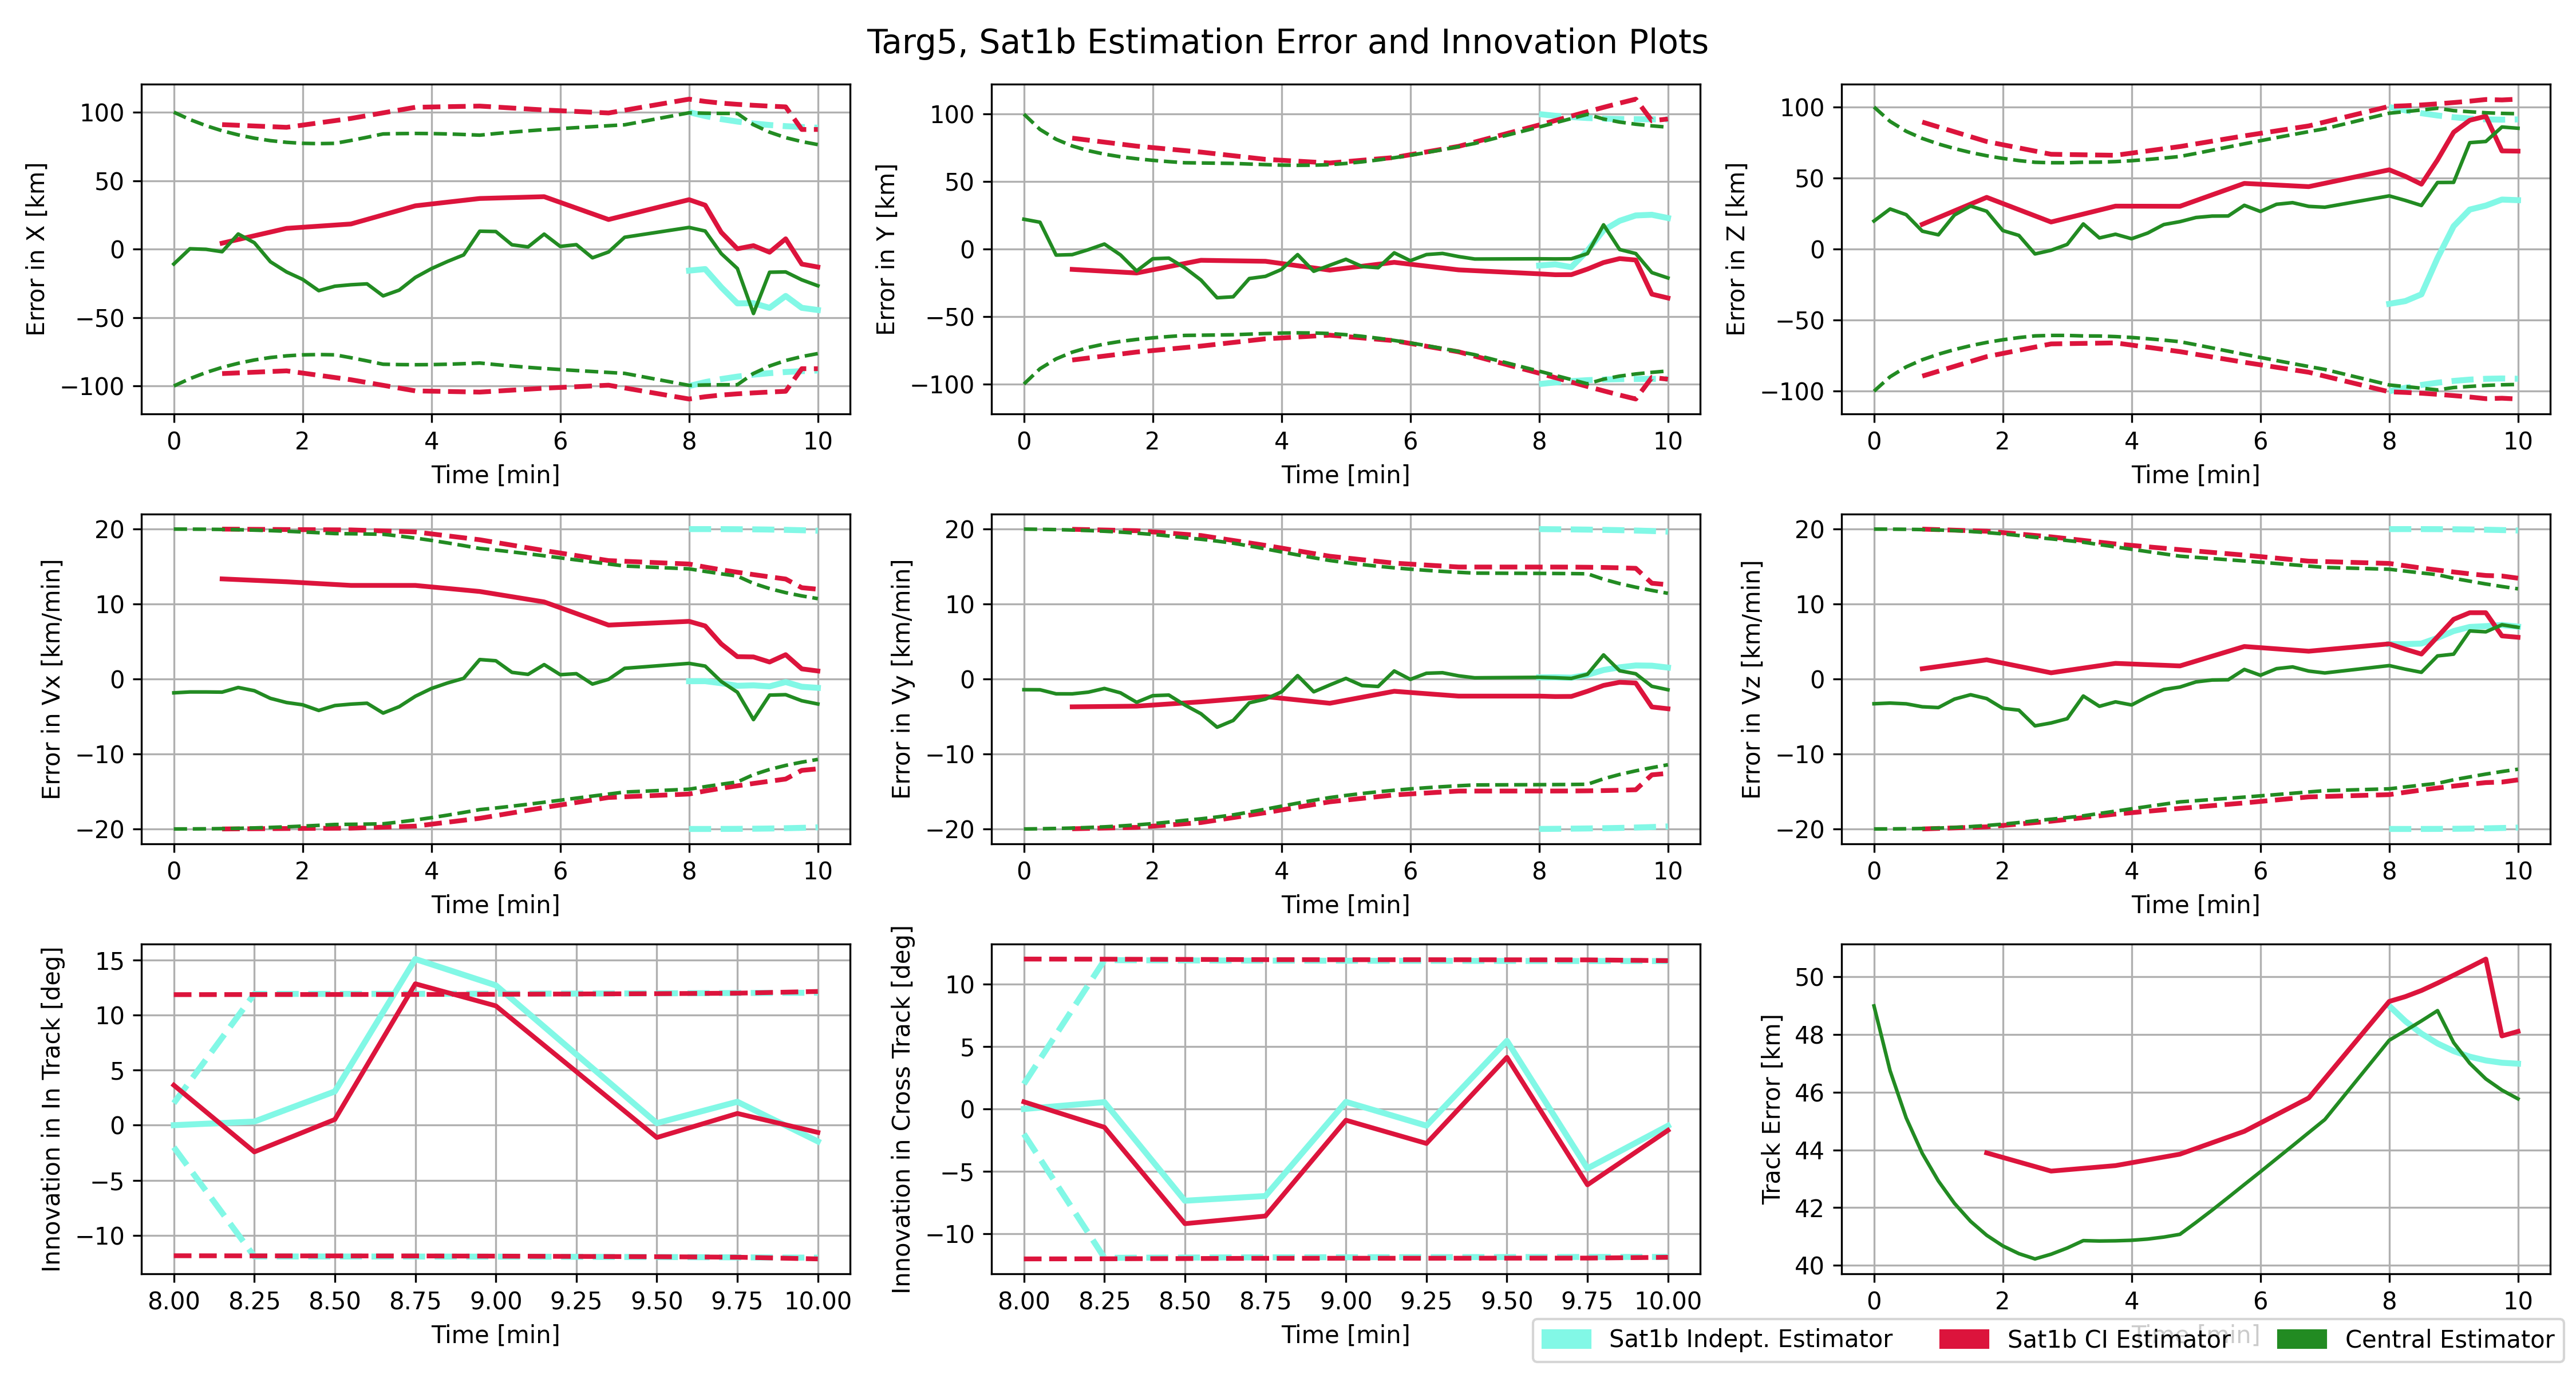 Targ5, Sat1b Estimation Error and Innovation Plots
Error in X [km]
100
50
0
−50
−100
0 2 4 6 8 10
Time [min]
Error in Y [km]
100
50
0
−50
−100
0 2 4 6 8 10
Time [min]
Error in Z [km]
100
50
0
−50
−100
0 2 4 6 8 10
Time [min]
Error in Vx [km/min]
20
10
0
−10
−20
0 2 4 6 8 10
Time [min]
Error in Vy [km/min]
20
10
0
−10
−20
0 2 4 6 8 10
Time [min]
Error in Vz [km/min]
20
10
0
−10
−20
0 2 4 6 8 10
Time [min]
Innovation in In Track [deg]
15
10
5
0
−5
−10
8.00 8.25 8.50 8.75 9.00 9.25 9.50 9.75 10.00
Time [min]
Innovation in Cross Track [deg]
10
5
0
−5
−10
8.00 8.25 8.50 8.75 9.00 9.25 9.50 9.75 10.00
Time [min]
Track Error [km]
50
48
46
44
42
40
0 2 4 6 8 10
Time [min]
Sat1b Indept. Estimator Sat1b CI Estimator Central Estimator